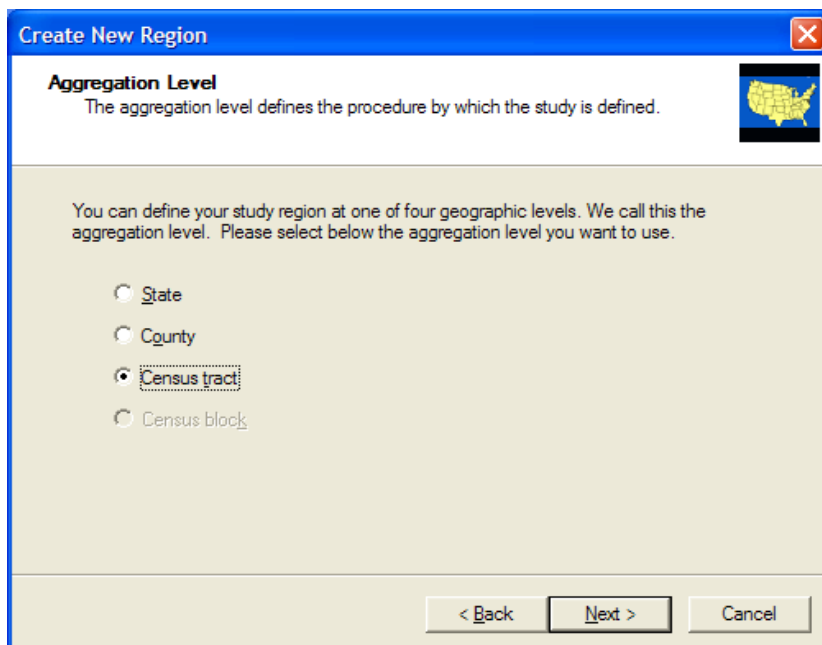 Create New Region
Aggregation Level
The aggregation level defines the procedure by which the study is defined.
You can define your study region at one of four geographic levels. We call this the
aggregation level. Please select below the aggregation level you want to use.
State
County
Census tract
Census block
< Back
Next >
Cancel